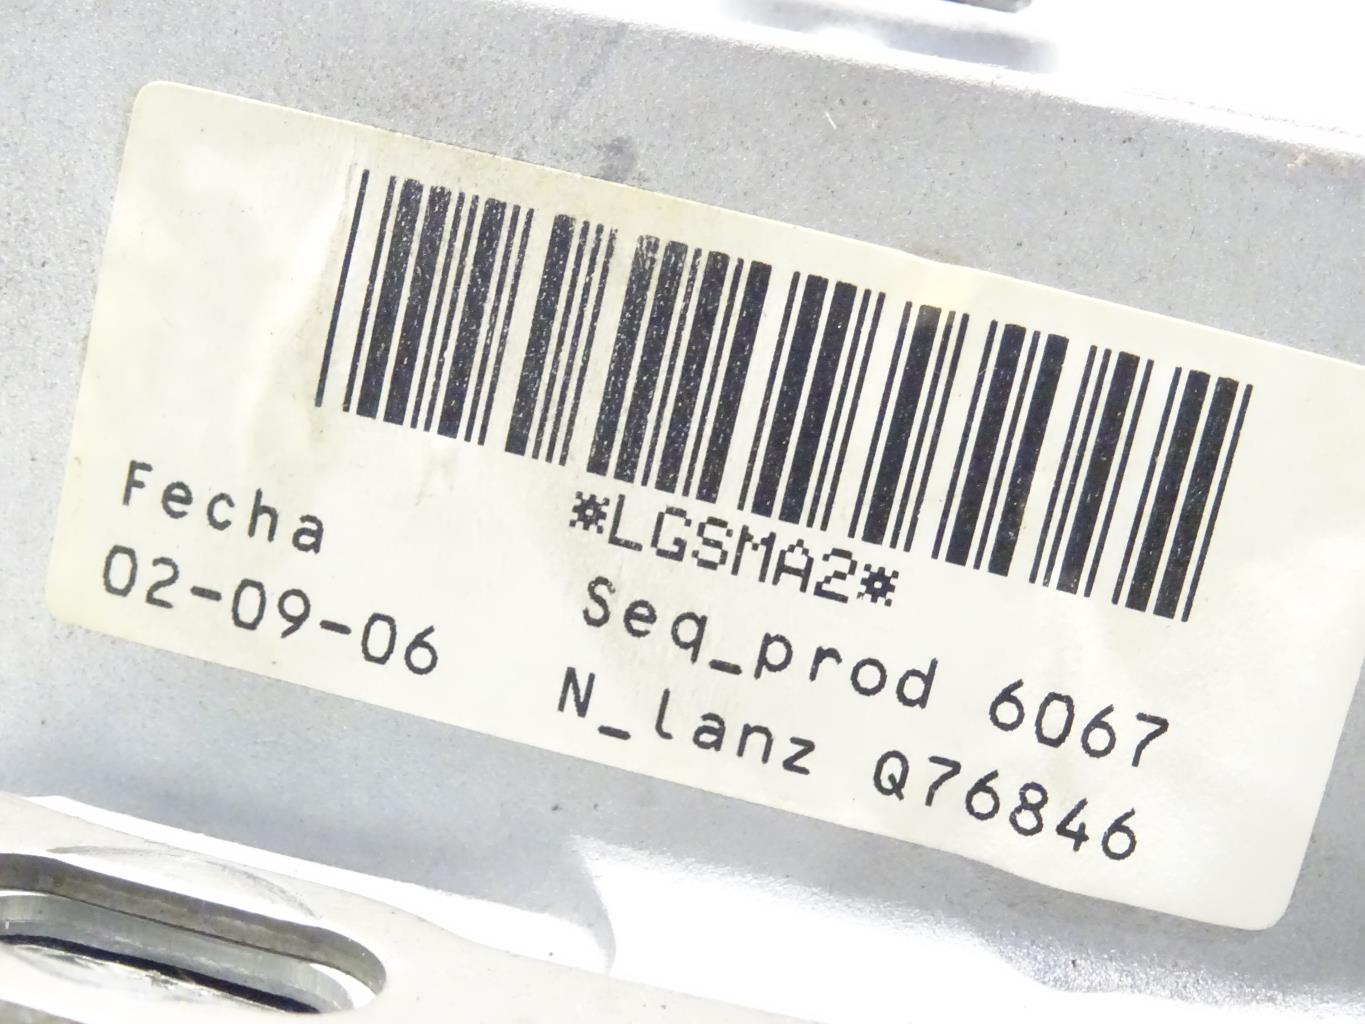 *LGSMA2*
Fecha
02-09-06
Seq_prod 6067
N_lanz Q76846